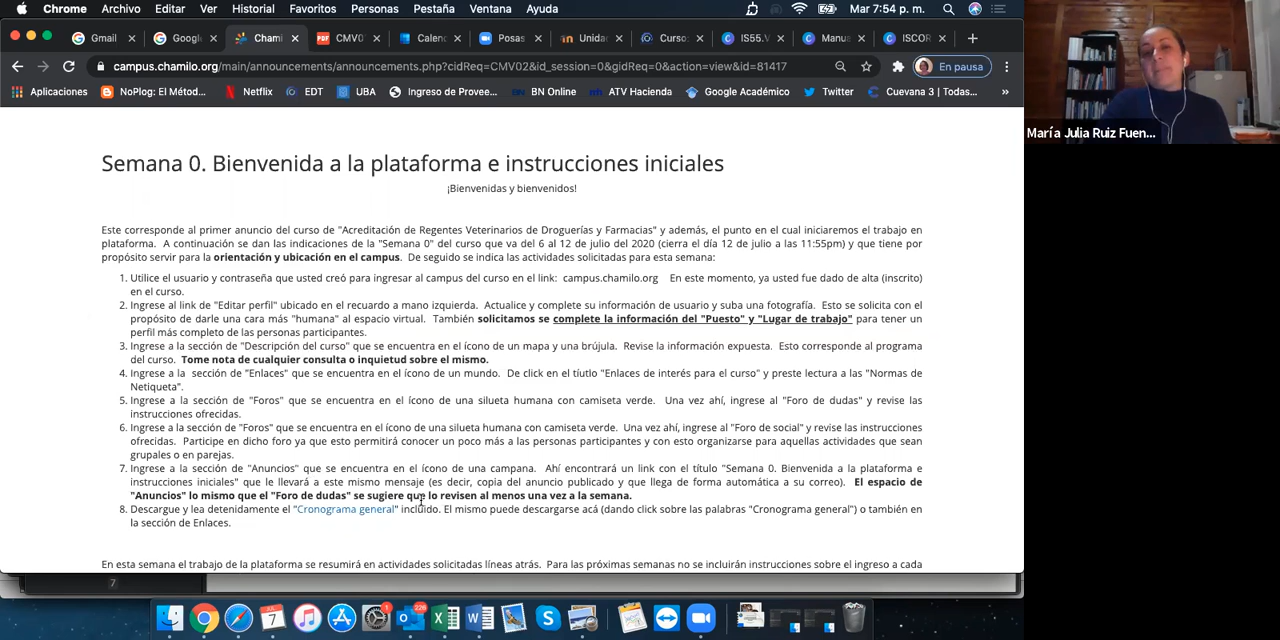 Chrome Archivo Editar Ver Historial Favoritos Personas Pestaña Ventana Ayuda Mar 7:54 p. m.
Gmail Google Chami CMV0 Calen Posas Unida Curso: IS55.V Manua ISCOR
campus.chamilo.org/main/announcements/announcements.php?cidReq=CMV02&id_session=0&gidReq=0&action=view&id=81417 En pausa
Aplicaciones NoPlog: El Métod... Netflix EDT UBA Ingreso de Provee... BN Online ATV Hacienda Google Académico Twitter Cuevana 3 | Todas... »
María Julia Ruiz Fuen...
Semana 0. Bienvenida a la plataforma e instrucciones iniciales
¡Bienvenidas y bienvenidos!
Este corresponde al primer anuncio del curso de "Acreditación de Regentes Veterinarios de Droguerías y Farmacias" y además, el punto en el cual iniciaremos el trabajo en
plataforma. A continuación se dan las indicaciones de la "Semana 0" del curso que va del 6 al 12 de julio del 2020 (cierra el día 12 de julio a las 11:55pm) y que tiene por
propósito servir para la orientación y ubicación en el campus. De seguido se indica las actividades solicitadas para esta semana:
1. Utilice el usuario y contraseña que usted creó para ingresar al campus del curso en el link: campus.chamilo.org En este momento, ya usted fue dado de alta (inscrito)
en el curso.
2. Ingrese al link de "Editar perfil" ubicado en el recuardo a mano izquierda. Actualice y complete su información de usuario y suba una fotografía. Esto se solicita con el
propósito de darle una cara más "humana" al espacio virtual. También solicitamos se complete la información del "Puesto" y "Lugar de trabajo" para tener un
perfil más completo de las personas participantes.
3. Ingrese a la sección de "Descripción del curso" que se encuentra en el ícono de un mapa y una brújula. Revise la información expuesta. Esto corresponde al programa
del curso. Tome nota de cualquier consulta o inquietud sobre el mismo.
4. Ingrese a la sección de "Enlaces" que se encuentra en el ícono de un mundo. De click en el tíutlo "Enlaces de interés para el curso" y preste lectura a las "Normas de
Netiqueta".
5. Ingrese a la sección de "Foros" que se encuentra en el ícono de una silueta humana con camiseta verde. Una vez ahí, ingrese al "Foro de dudas" y revise las
instrucciones ofrecidas.
6. Ingrese a la sección de "Foros" que se encuentra en el ícono de una silueta humana con camiseta verde. Una vez ahí, ingrese al "Foro de social" y revise las instrucciones
ofrecidas. Participe en dicho foro ya que esto permitirá conocer un poco más a las personas participantes y con esto organizarse para aquellas actividades que sean
grupales o en parejas.
7. Ingrese a la sección de "Anuncios" que se encuentra en el ícono de una campana. Ahí encontrará un link con el título "Semana 0. Bienvenida a la plataforma e
instrucciones iniciales" que le llevará a este mismo mensaje (es decir, copia del anuncio publicado y que llega de forma automática a su correo). El espacio de
"Anuncios" lo mismo que el "Foro de dudas" se sugiere que lo revisen al menos una vez a la semana.
8. Descargue y lea detenidamente el "Cronograma general" incluido. El mismo puede descargarse acá (dando click sobre las palabras "Cronograma general") o también en
la sección de Enlaces.
En esta semana el trabajo de la plataforma se resumirá en actividades solicitadas líneas atrás. Para las próximas semanas no se incluirán instrucciones sobre el ingreso a cada
7